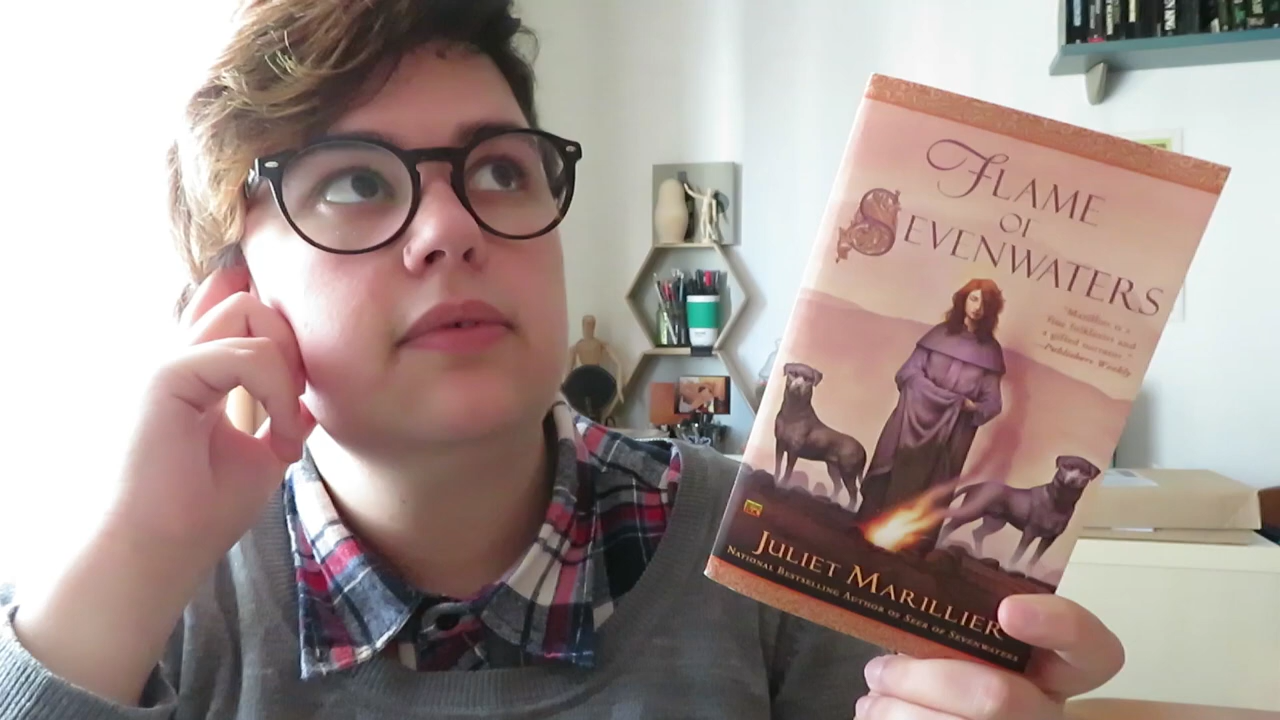 FLAME
OF
SEVENWATERS
"Marillier is a
fine folklorist and
a gifted narrator."
—Publishers Weekly
JULIET MARILLIER
NATIONAL BESTSELLING AUTHOR OF SEER OF SEVENWATERS